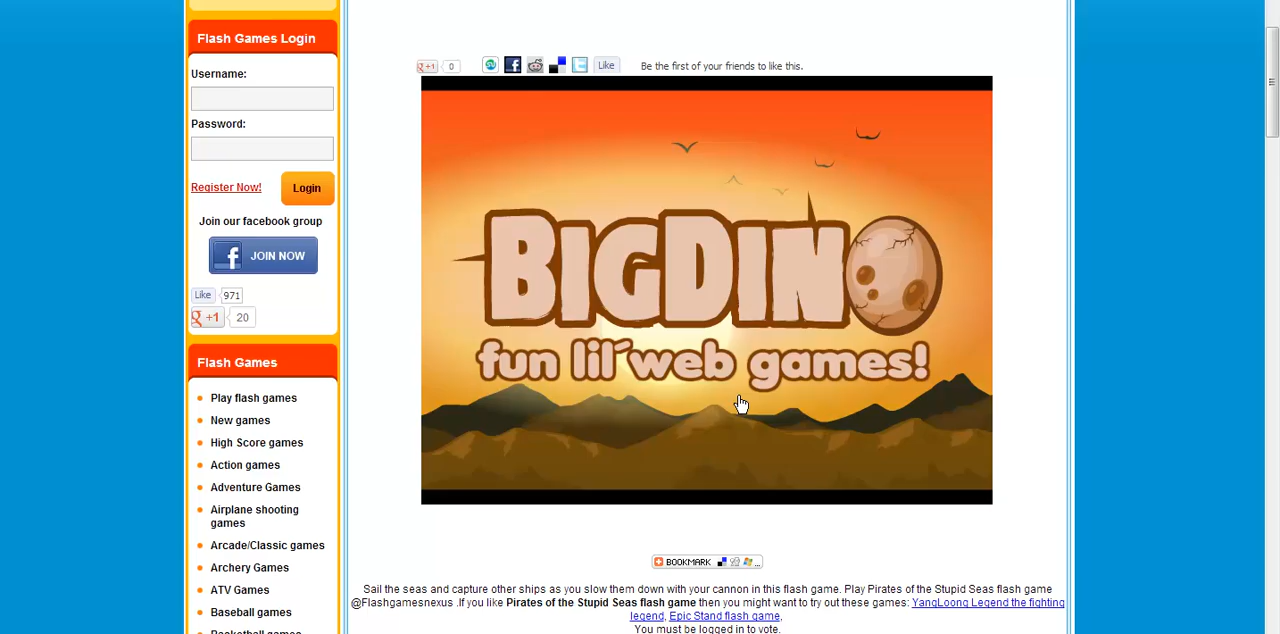 Flash Games Login
Username:
Password:
Register Now!
Login
Join our facebook group
f JOIN NOW
Like 971
g +1 20
Flash Games
Play flash games
New games
High Score games
Action games
Adventure Games
Airplane shooting
games
Arcade/Classic games
Archery Games
ATV Games
Baseball games
Basketball games
g +1 0
Like
Be the first of your friends to like this.
BIGDINO
fun lil´web games!
BOOKMARK ...
Sail the seas and capture other ships as you slow them down with your cannon in this flash game. Play Pirates of the Stupid Seas flash game
@Flashgamesnexus .If you like Pirates of the Stupid Seas flash game then you might want to try out these games: YangLoong Legend the fighting
legend, Epic Stand flash game,
You must be logged in to vote.